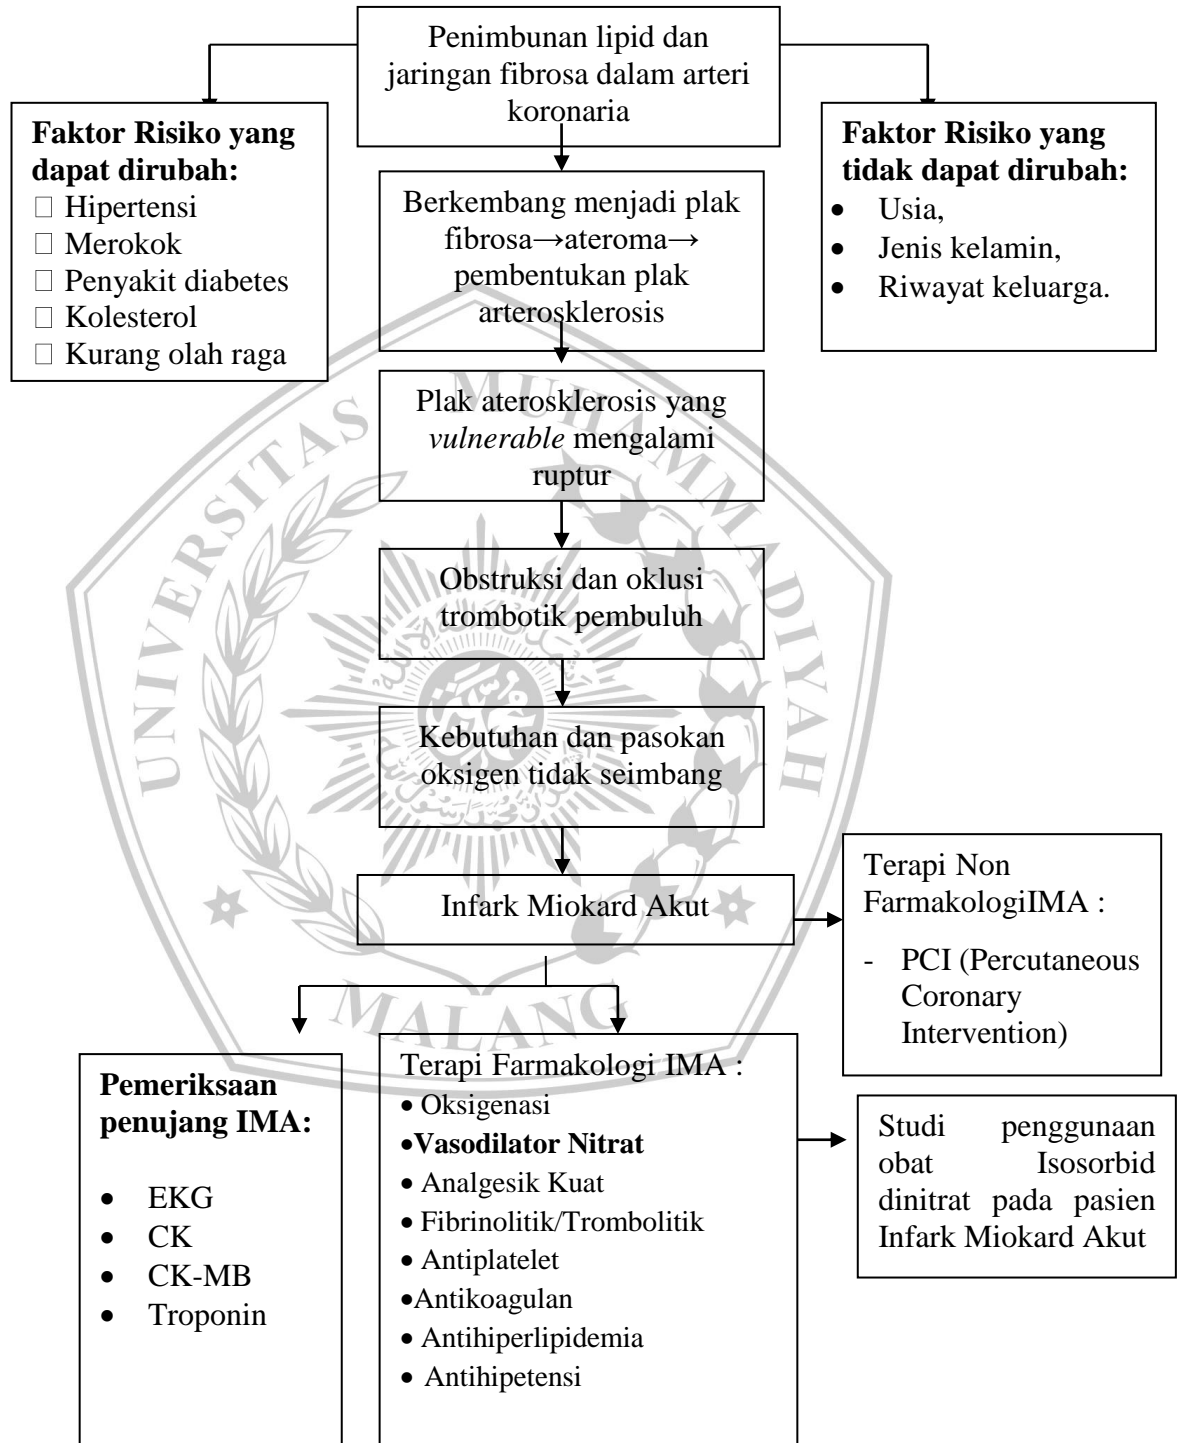 Penimbunan lipid dan
jaringan fibrosa dalam arteri
koronaria
Faktor Risiko yang
dapat dirubah:
□ Hipertensi
□ Merokok
□ Penyakit diabetes
□ Kolesterol
□ Kurang olah raga
Faktor Risiko yang
tidak dapat dirubah:
• Usia,
• Jenis kelamin,
• Riwayat keluarga.
Berkembang menjadi plak
fibrosa→ateroma→
pembentukan plak
arterosklerosis
Plak aterosklerosis yang
vulnerable mengalami
ruptur
Obstruksi dan oklusi
trombotik pembuluh
Kebutuhan dan pasokan
oksigen tidak seimbang
Infark Miokard Akut
Terapi Non
FarmakologiIMA :
- PCI (Percutaneous
Coronary
Intervention)
Pemeriksaan
penujang IMA:
• EKG
• CK
• CK-MB
• Troponin
Terapi Farmakologi IMA :
• Oksigenasi
•Vasodilator Nitrat
• Analgesik Kuat
• Fibrinolitik/Trombolitik
• Antiplatelet
•Antikoagulan
• Antihiperlipidemia
• Antihipetensi
Studi penggunaan
obat Isosorbid
dinitrat pada pasien
Infark Miokard Akut
UNIVERSITAS MUHAMMADIYAH
MALANG